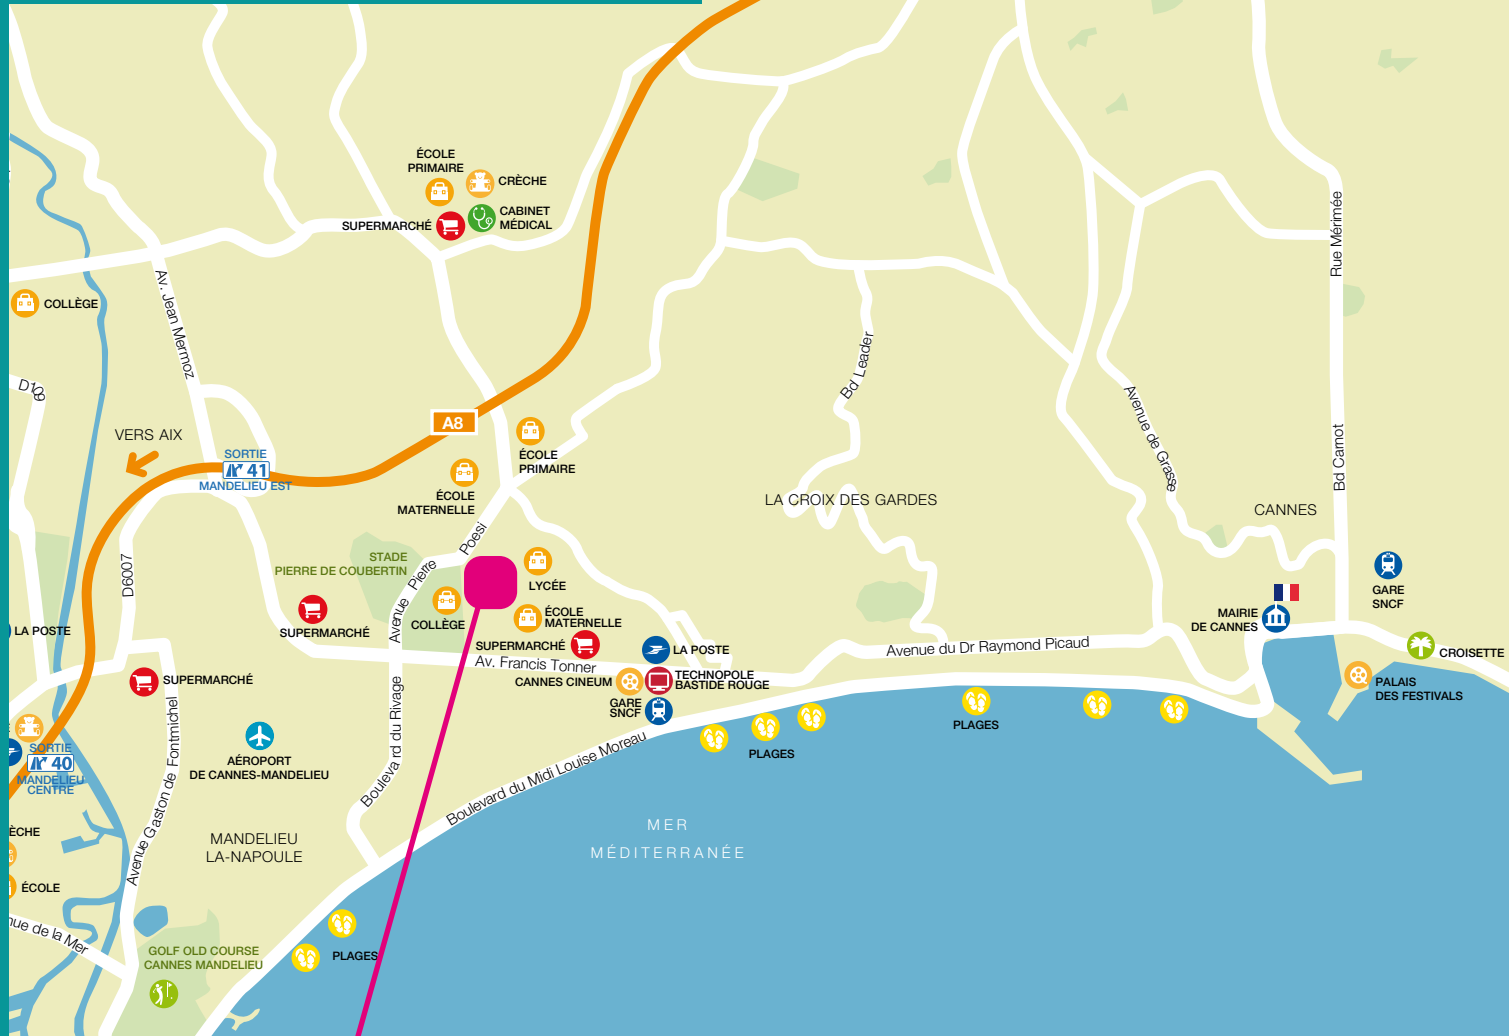 ÉCOLE
PRIMAIRE
CRÈCHE
SUPERMARCHÉ
CABINET
MÉDICAL
Rue Mérimée
Av. Jean Mermoz
COLLÈGE
D109
Bd Leader
Avenue de Grasse
A8
VERS AIX
SORTIE
41
MANDELIEU EST
ÉCOLE
PRIMAIRE
ÉCOLE
MATERNELLE
Bd Carnot
LA CROIX DES GARDES
CANNES
Avenue Pierre Poesi
STADE
PIERRE DE COUBERTIN
D6007
LYCÉE
COLLÈGE
ÉCOLE
MATERNELLE
GARE
SNCF
MAIRIE
DE CANNES
LA POSTE
SUPERMARCHÉ
SUPERMARCHÉ
LA POSTE
Avenue du Dr Raymond Picaud
CROISETTE
Av. Francis Tonner
CANNES CINEUM
TECHNOPOLE
BASTIDE ROUGE
SUPERMARCHÉ
PALAIS
DES FESTIVALS
GARE
SNCF
PLAGES
PLAGES
Boulevard du Rivage
Boulevard du Midi Louise Moreau
Avenue Gaston de Fontmichel
SORTIE
40
MANDELIEU
CENTRE
AÉROPORT
DE CANNES-MANDELIEU
MER
MÉDITERRANÉE
ÈCHE
MANDELIEU
LA-NAPOULE
ÉCOLE
nue de la Mer
GOLF OLD COURSE
CANNES MANDELIEU
PLAGES